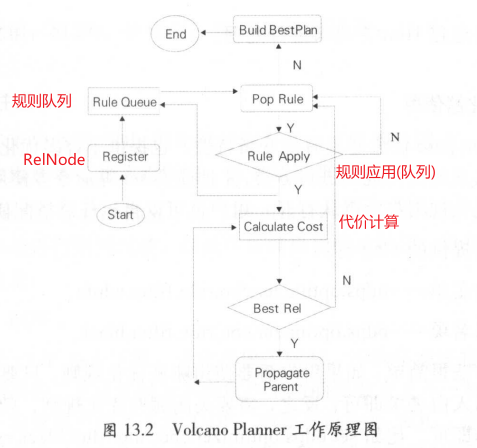 End
Build BestPlan
N
规则队列
Rule Queue
Pop Rule
Y
N
RelNode
Register
Rule Apply
规则应用(队列)
Start
Y
Calculate Cost
代价计算
N
Best Rel
Y
Propagate
Parent
图 13.2 Volcano Planner 工作原理图